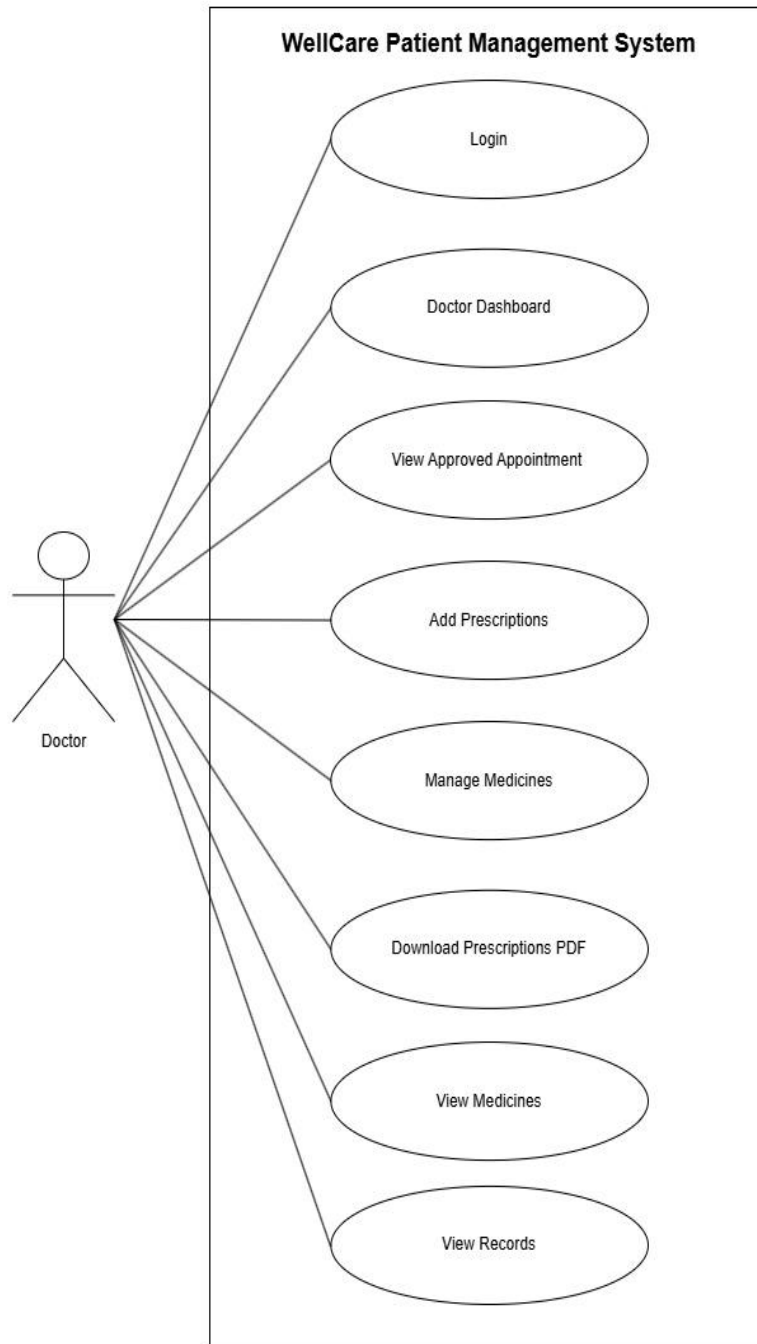 WellCare Patient Management System
Login
Doctor Dashboard
View Approved Appointment
Add Prescriptions
Doctor
Manage Medicines
Download Prescriptions PDF
View Medicines
View Records